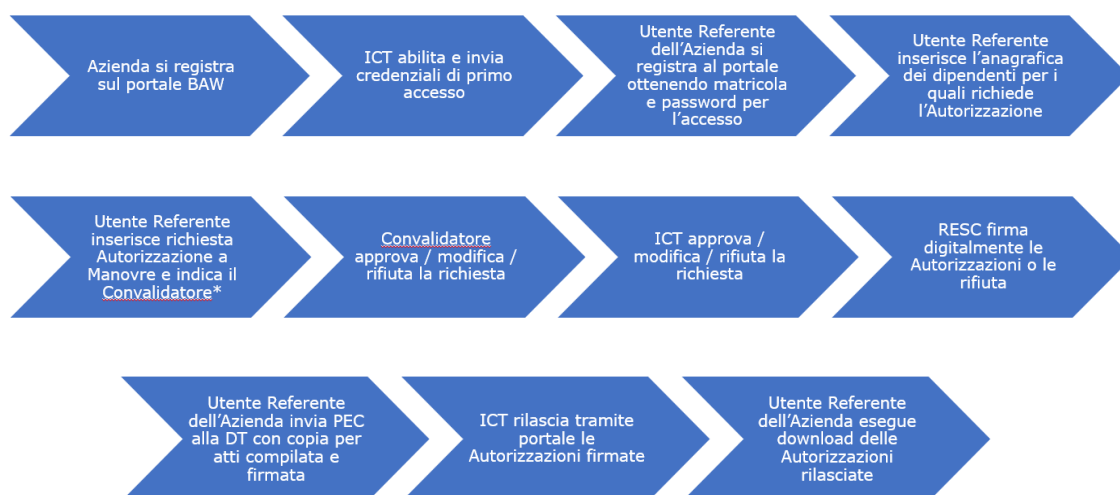 Azienda si registra
sul portale BAW
ICT abilita e invia
credenziali di primo
accesso
Utente Referente
dell’Azienda si
registra al portale
ottenendo matricola
e password per
l’accesso
Utente Referente
inserisce l’anagrafica
dei dipendenti per i
quali richiede
l’Autorizzazione
Utente Referente
inserisce richiesta
Autorizzazione a
Manovre e indica il
Convalidatore*
Convalidatore
approva / modifica /
rifiuta la richiesta
ICT approva /
modifica / rifiuta la
richiesta
RESC firma
digitalmente le
Autorizzazioni o le
rifiuta
Utente Referente
dell’Azienda invia PEC
alla DT con copia per
atti compilata e
firmata
ICT rilascia tramite
portale le
Autorizzazioni firmate
Utente Referente
dell’Azienda esegue
download delle
Autorizzazioni
rilasciate